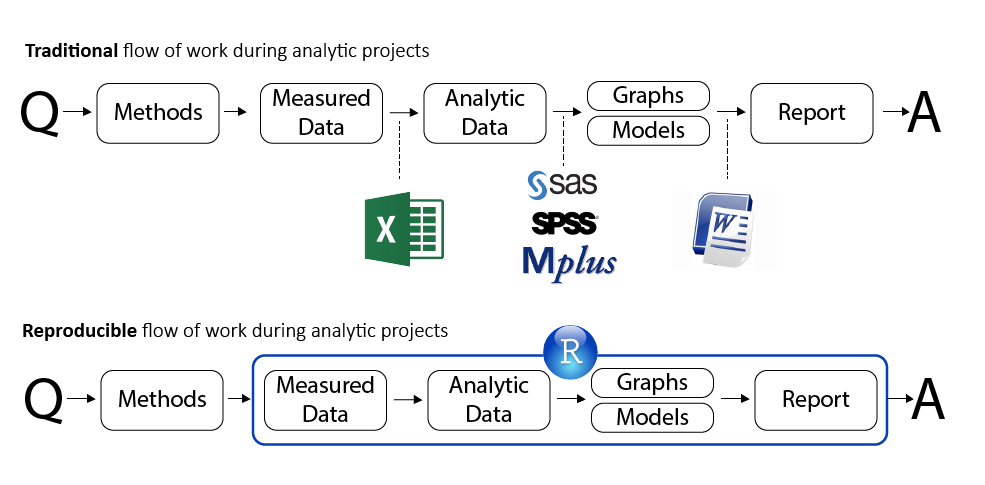 Traditional flow of work during analytic projects
Q
Methods
Measured
Data
Analytic
Data
Graphs
Models
Report
A
X
sas
SPSS
Mplus
W
Reproducible flow of work during analytic projects
R
Q
Methods
Measured
Data
Analytic
Data
Graphs
Models
Report
A